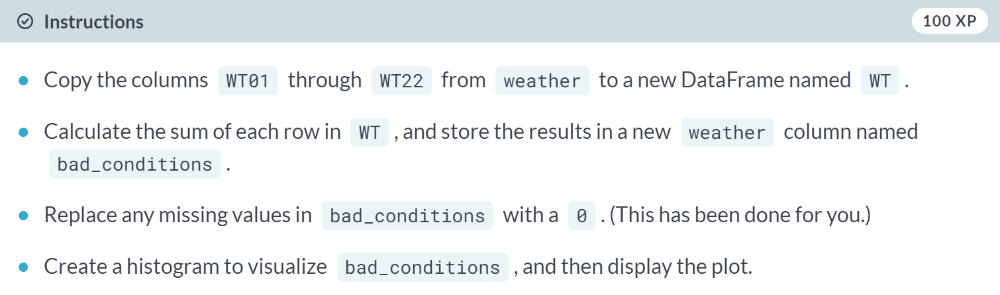 Instructions 100 XP
Copy the columns WT01 through WT22 from weather to a new DataFrame named WT .
Calculate the sum of each row in WT , and store the results in a new weather column named
bad_conditions .
Replace any missing values in bad_conditions with a 0 . (This has been done for you.)
Create a histogram to visualize bad_conditions , and then display the plot.